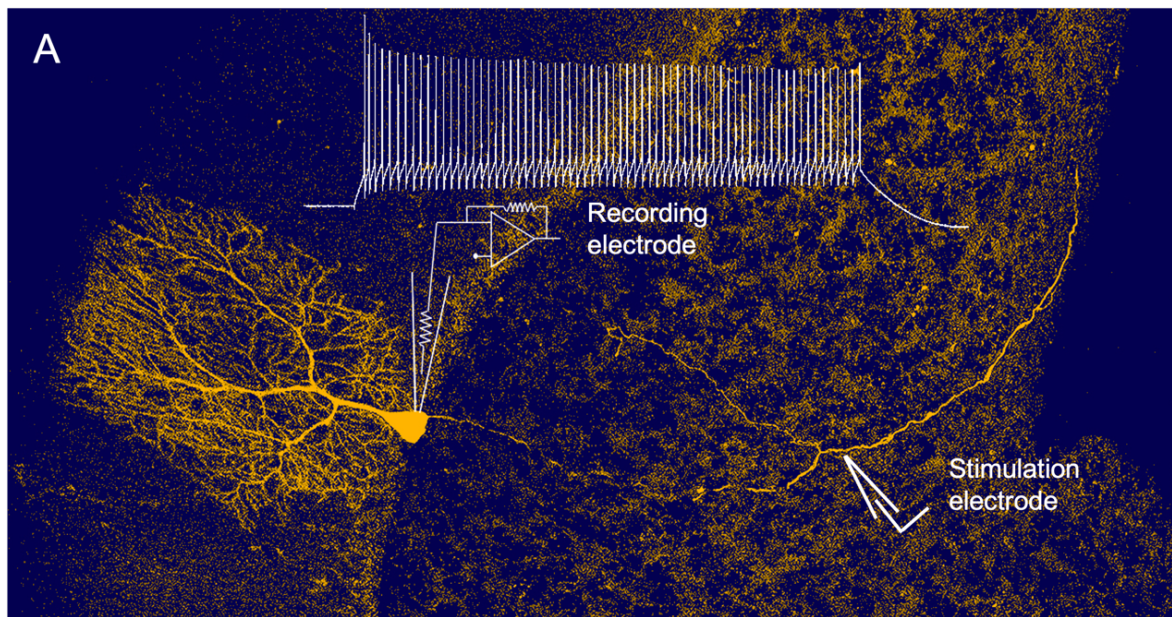 A
Recording
electrode
Stimulation
electrode